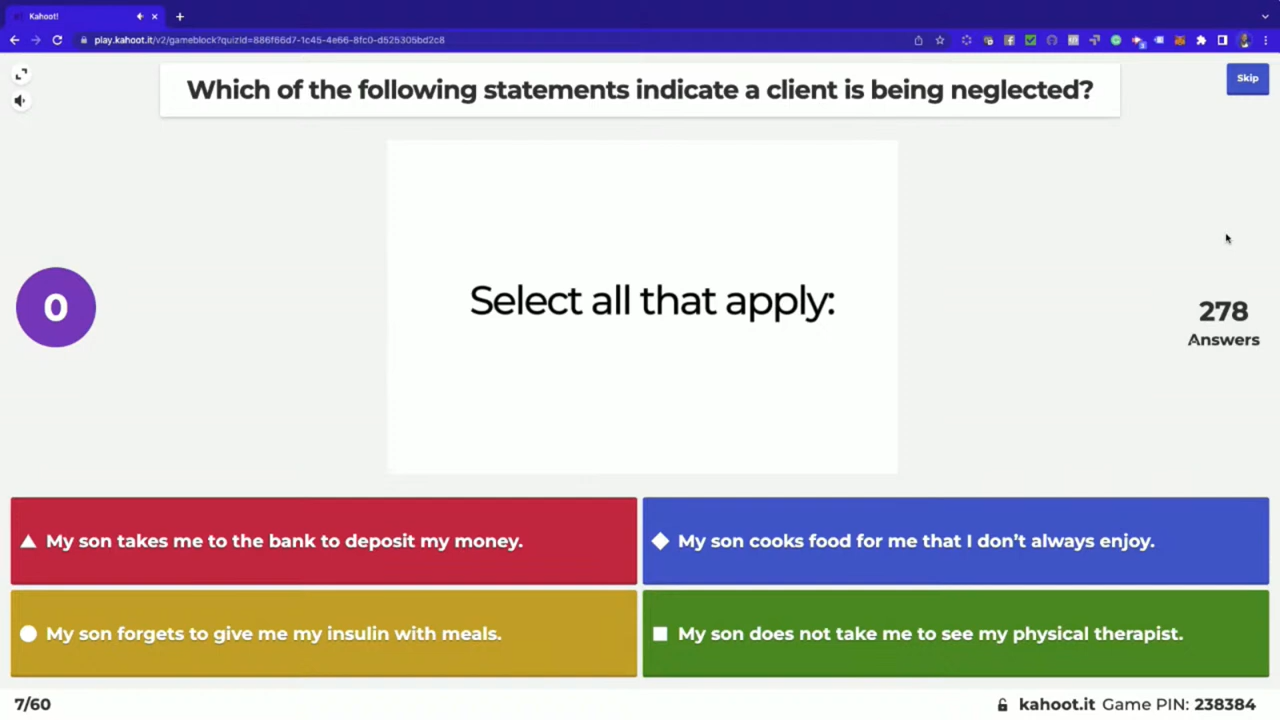 Kahoot!
play.kahoot.it/v2/gameblock?quizId=886f66d7-1c45-4e66-8fc0-d525305bd2c8
Which of the following statements indicate a client is being neglected?
Skip
Select all that apply:
0
278
Answers
My son takes me to the bank to deposit my money.
My son cooks food for me that I don’t always enjoy.
My son forgets to give me my insulin with meals.
My son does not take me to see my physical therapist.
7/60
kahoot.it Game PIN: 238384